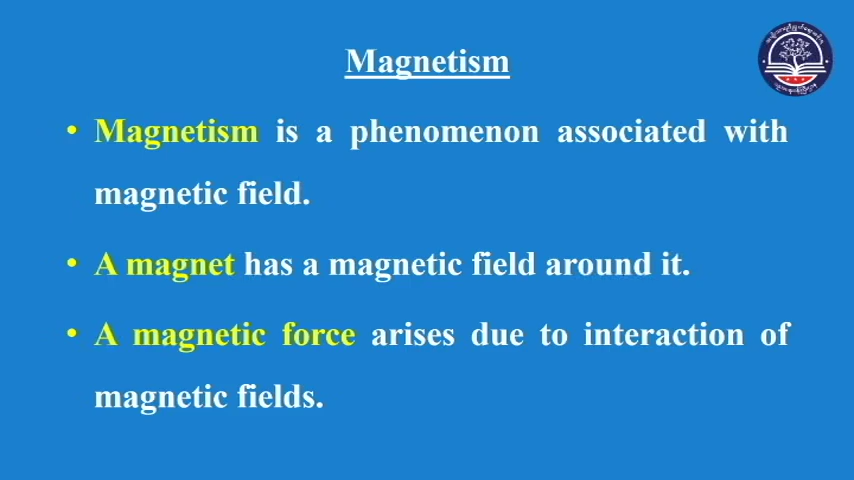 Magnetism
• Magnetism is a phenomenon associated with
magnetic field.
• A magnet has a magnetic field around it.
• A magnetic force arises due to interaction of
magnetic fields.